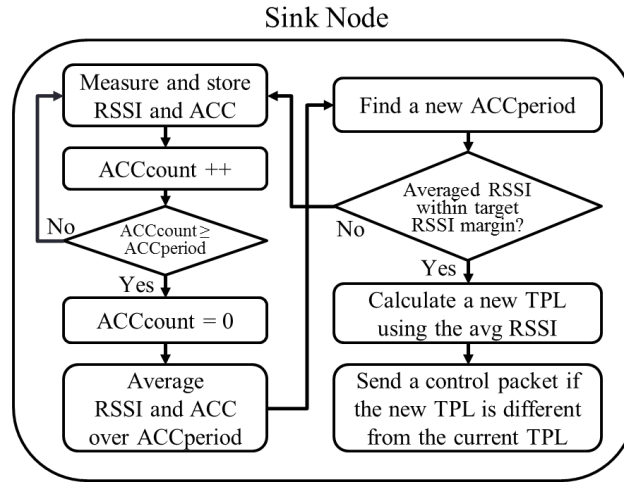 Sink Node
Measure and store
RSSI and ACC
ACCcount ++
No
ACCcount ≥
ACCperiod
Yes
ACCcount = 0
Average
RSSI and ACC
over ACCperiod
Find a new ACCperiod
Averaged RSSI
within target
RSSI margin?
No
Yes
Calculate a new TPL
using the avg RSSI
Send a control packet if
the new TPL is different
from the current TPL